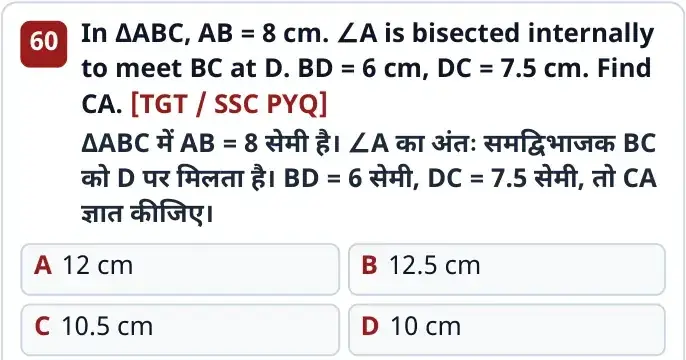 60 In ΔABC, AB = 8 cm. ∠A is bisected internally
to meet BC at D. BD = 6 cm, DC = 7.5 cm. Find
CA. [TGT / SSC PYQ]
ΔABC में AB = 8 सेमी है। ∠A का अंतः समद्विभाजक BC
को D पर मिलता है। BD = 6 सेमी, DC = 7.5 सेमी, तो CA
ज्ञात कीजिए।
A 12 cm
B 12.5 cm
C 10.5 cm
D 10 cm